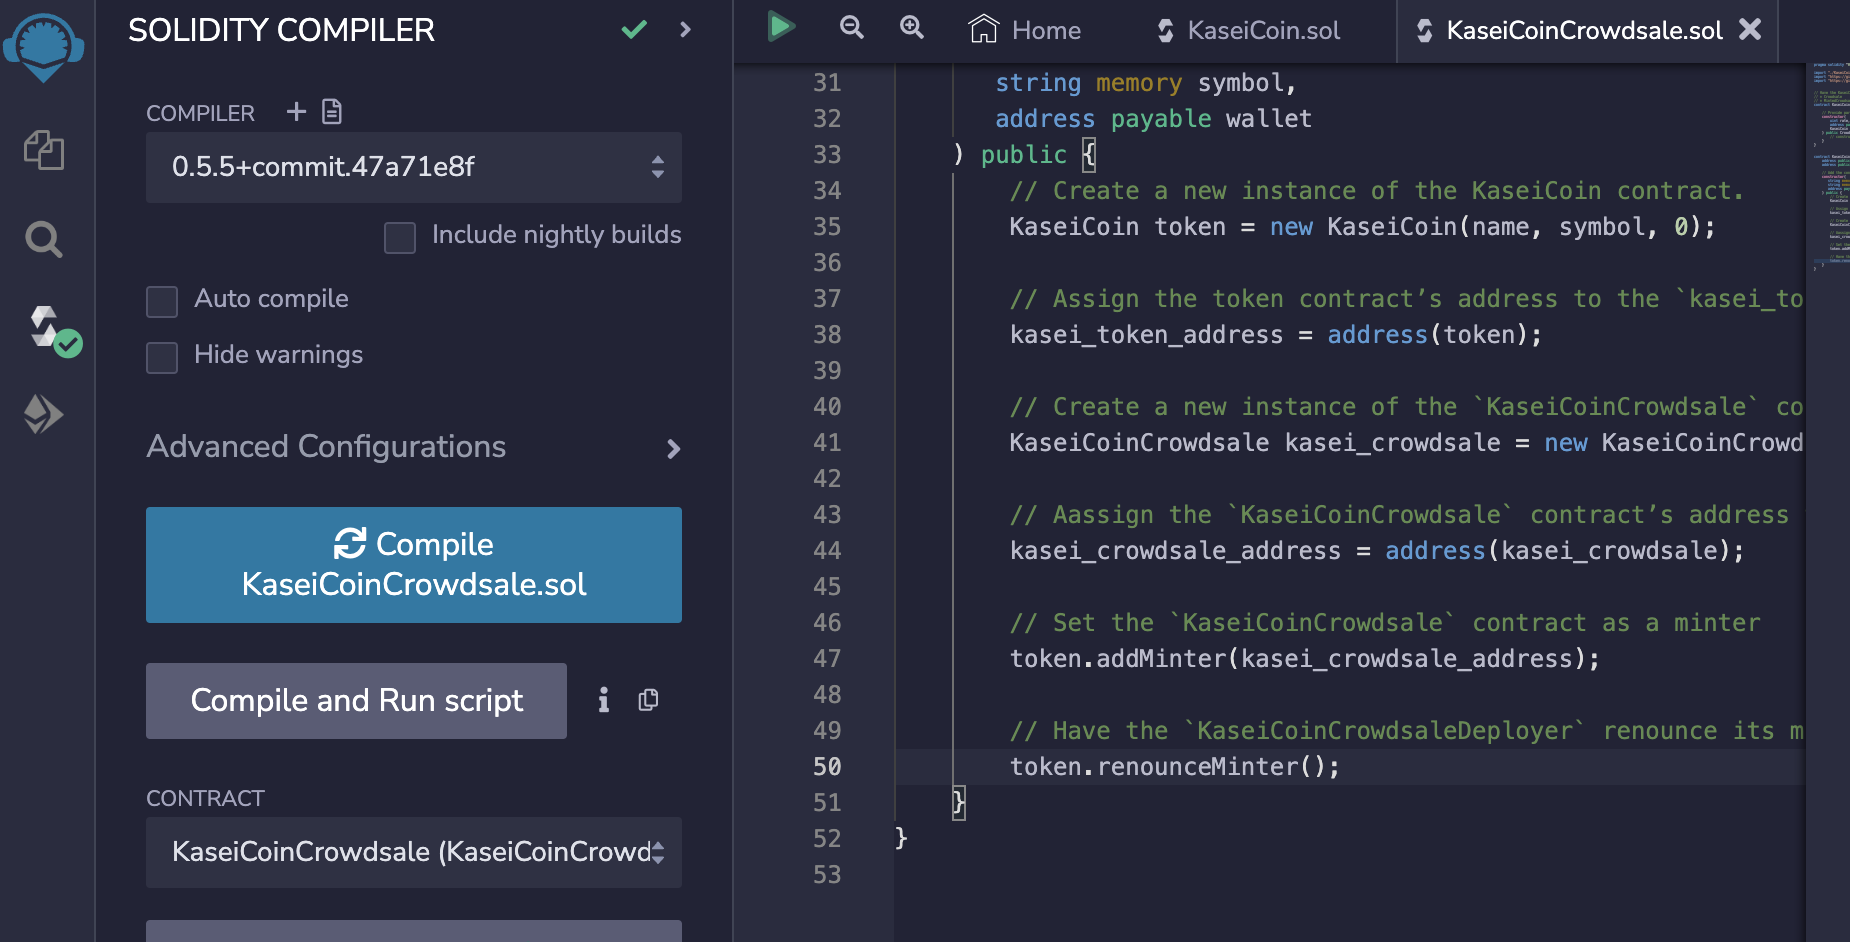 SOLIDITY COMPILER
COMPILER
0.5.5+commit.47a71e8f
Include nightly builds
Auto compile
Hide warnings
Advanced Configurations
Compile
KaseiCoinCrowdsale.sol
Compile and Run script
CONTRACT
KaseiCoinCrowdsale (KaseiCoinCrowd
Home
KaseiCoin.sol
KaseiCoinCrowdsale.sol
31 string memory symbol,
32 address payable wallet
33 ) public {
34 // Create a new instance of the KaseiCoin contract.
35 KaseiCoin token = new KaseiCoin(name, symbol, 0);
36
37 // Assign the token contract’s address to the `kasei_to
38 kasei_token_address = address(token);
39
40 // Create a new instance of the `KaseiCoinCrowdsale` co
41 KaseiCoinCrowdsale kasei_crowdsale = new KaseiCoinCrowd
42
43 // Aassign the `KaseiCoinCrowdsale` contract’s address
44 kasei_crowdsale_address = address(kasei_crowdsale);
45
46 // Set the `KaseiCoinCrowdsale` contract as a minter
47 token.addMinter(kasei_crowdsale_address);
48
49 // Have the `KaseiCoinCrowdsaleDeployer` renounce its m
50 token.renounceMinter();
51 }
52 }
53